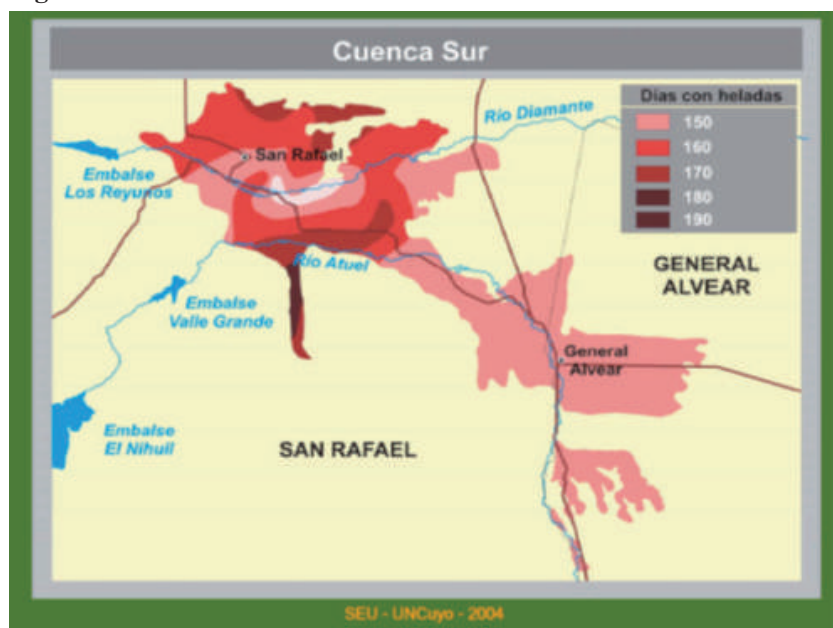 Cuenca Sur
Días con heladas
150
160
170
180
190
Río Diamante
San Rafael
Embalse
Los Reyunos
Río Atuel
GENERAL
ALVEAR
Embalse
Valle Grande
General
Alvear
Embalse
El Nihuil
SAN RAFAEL
SEU - UNCuyo - 2004